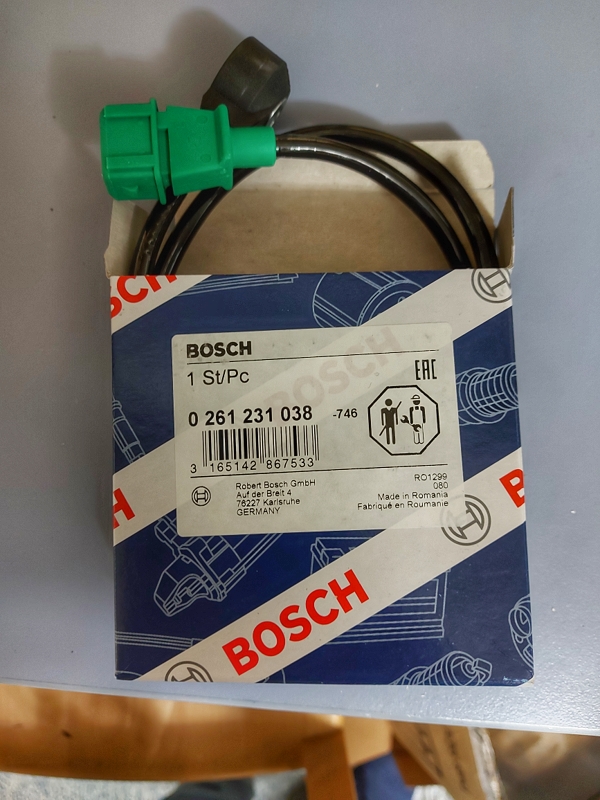 BOSCH
BOSCH
1 St/Pc
EAC
BOSCH
0 261 231 038 -746
3 165142 867533
Robert Bosch GmbH
Auf der Breit 4
76227 Karlsruhe
GERMANY
RO1299
080
Made in Romania
Fabriqué en Roumanie
BOSCH